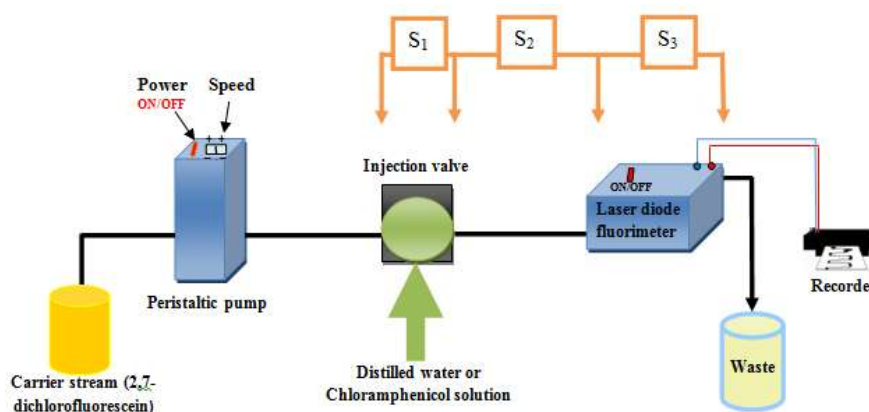 S1
S2
S3
Power
ON/OFF
Speed
Injection valve
ON/OFF
Laser diode
fluorimeter
Peristaltic pump
Recorde
Distilled water or
Chloramphenicol solution
Carrier stream (2,7-
dichlorofluorescein)
Waste